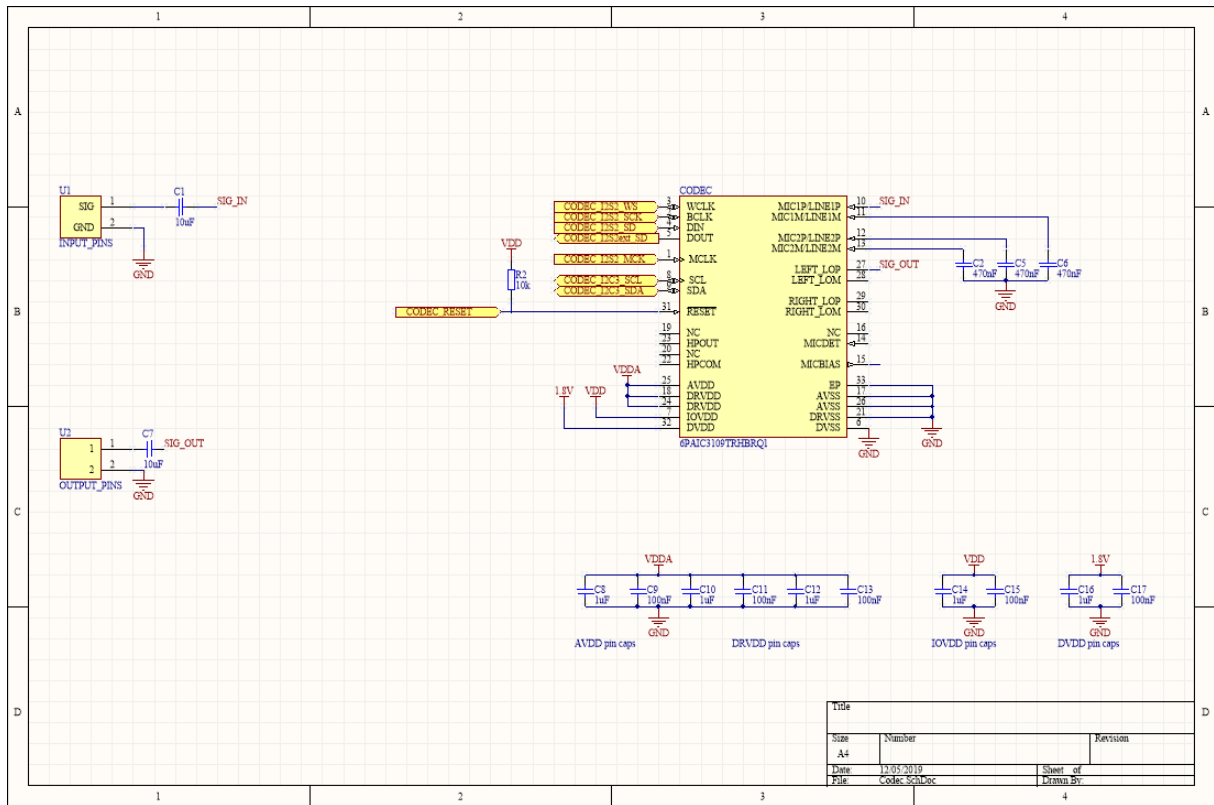 1 2 3 4
A A
B B
C C
D D
1 2 3 4
U1
SIG 1
GND 2
INPUT_PINS
C1
10uF
SIG_IN
GND
U2
1 1
2 2
OUTPUT_PINS
C7
10uF
SIG_OUT
GND
VDD
R2
10k
CODEC_RESET
CODEC_I2S2_WS
CODEC_I2S2_SCK
CODEC_I2S2_SD
CODEC_I2S2ext_SD
CODEC_I2S2_MCK
CODEC_I2C3_SCL
CODEC_I2C3_SDA
CODEC
3 WCLK
BCLK
4 DIN
5 DOUT
1 MCLK
8 SCL
9 SDA
31 RESET
19 NC
23 HPOUT
20 NC
22 HPCOM
25 AVDD
18 DRVDD
24 DRVDD
7 IOVDD
32 DVDD
VDDA
1.8V
VDD
MIC1P/LINE1P 10 SIG_IN
MIC1M/LINE1M 11
MIC2P/LINE2P 12
MIC2M/LINE2M 13
LEFT_LOP 27 SIG_OUT
LEFT_LOM 28
RIGHT_LOP 29
RIGHT_LOM 30
NC 16
MICDET 14
MICBIAS 15
EP 33
AVSS 17
AVSS 26
DRVSS 21
DVSS 6
6PAIC3109TRHBRQ1
GND
GND
C2
470nF
C5
470nF
C6
470nF
GND
VDDA
C8
1uF
C9
100nF
C10
1uF
C11
100nF
C12
1uF
C13
100nF
GND
AVDD pin caps
DRVDD pin caps
VDD
C14
1uF
C15
100nF
GND
IOVDD pin caps
1.8V
C16
1uF
C17
100nF
GND
DVDD pin caps
Title
Size Number Revision
A4
Date: 12/05/2019 Sheet of
File: Codec.SchDoc Drawn By: